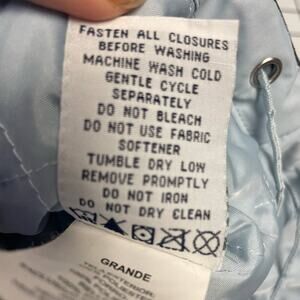 FASTEN ALL CLOSURES
BEFORE WASHING
MACHINE WASH COLD
GENTLE CYCLE
SEPARATELY
DO NOT BLEACH
DO NOT USE FABRIC
SOFTENER
TUMBLE DRY LOW
REMOVE PROMPTLY
DO NOT IRON
DO NOT DRY CLEAN
GRANDE